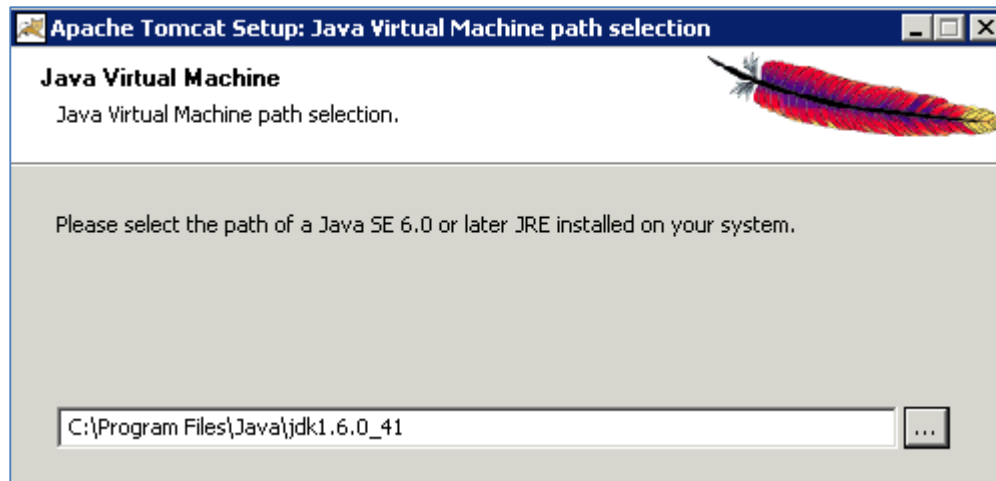 Apache Tomcat Setup: Java Virtual Machine path selection
Java Virtual Machine
Java Virtual Machine path selection.
Please select the path of a Java SE 6.0 or later JRE installed on your system.
C:\Program Files\Java\jdk1.6.0_41
...